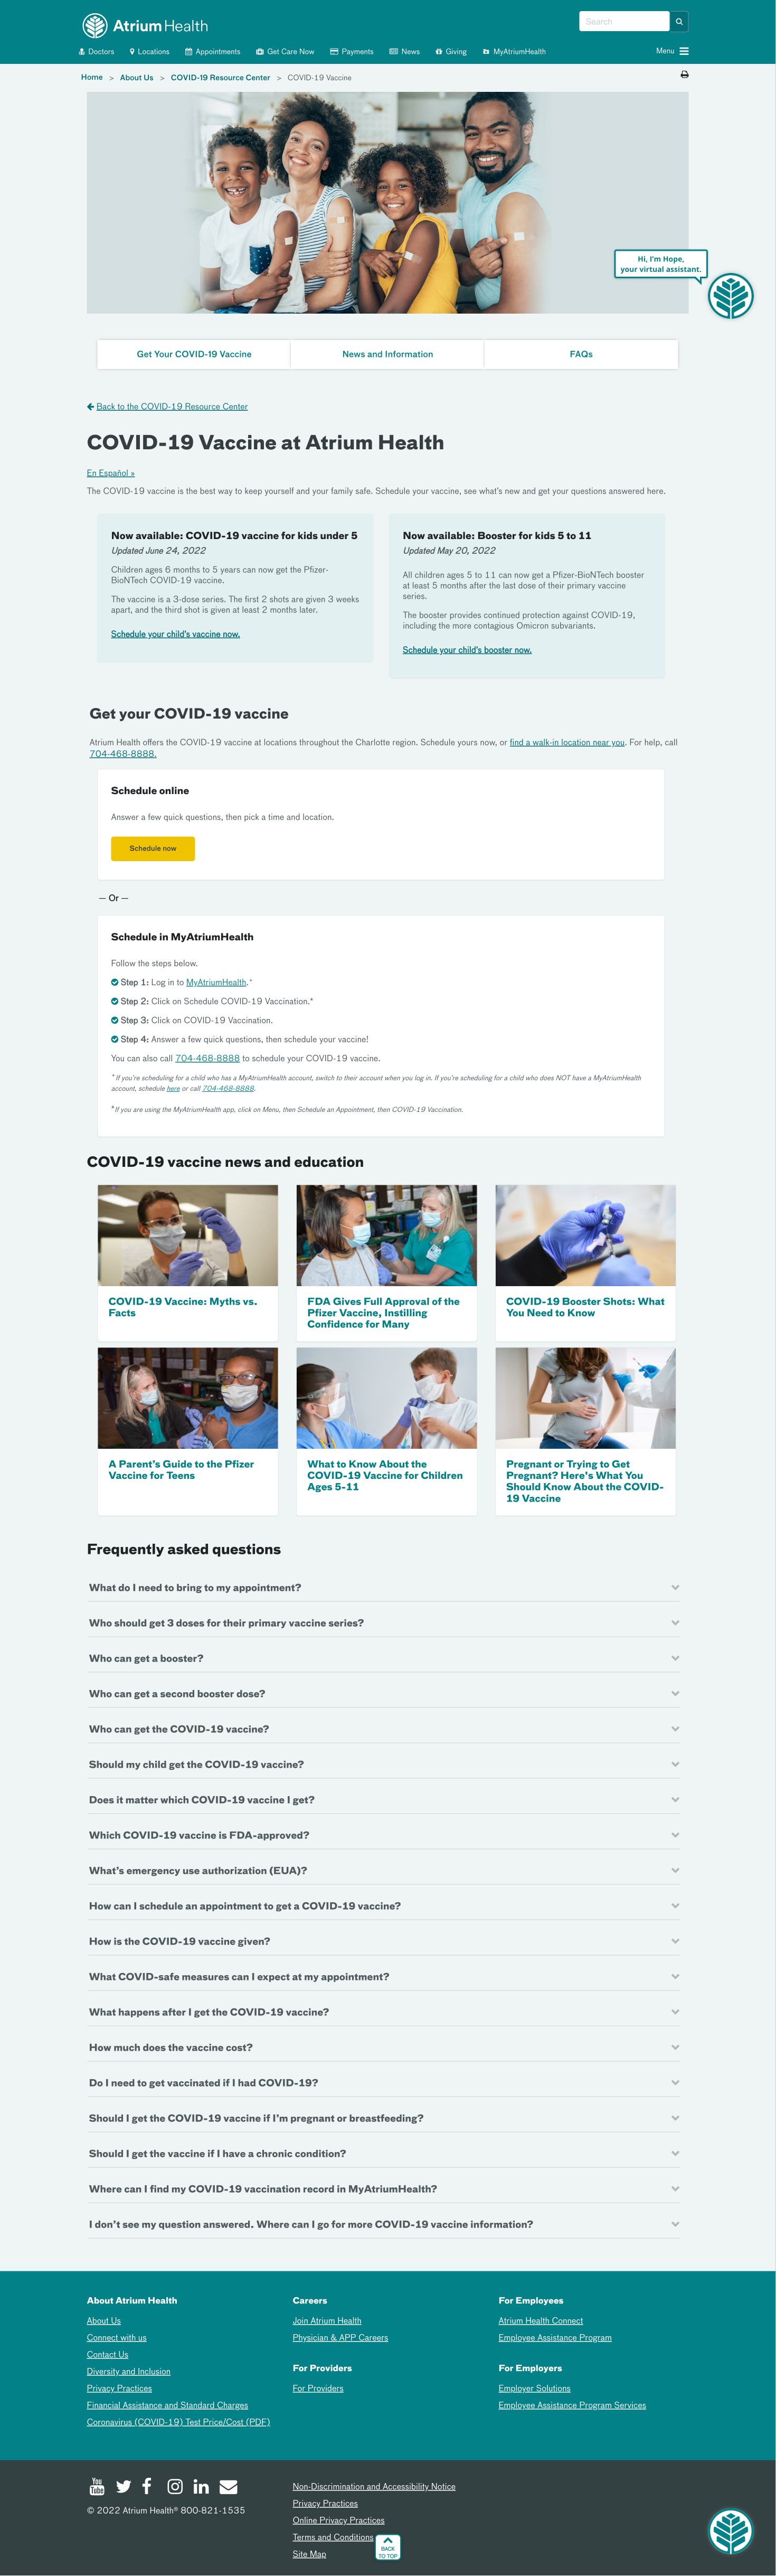 Atrium Health
Search
Doctors Locations Appointments Get Care Now Payments News Giving MyAtriumHealth Menu
Home > About Us > COVID-19 Resource Center > COVID-19 Vaccine
Hi, I'm Hope,
your virtual assistant.
Get Your COVID-19 Vaccine News and Information FAQs
Back to the COVID-19 Resource Center
COVID-19 Vaccine at Atrium Health
En Español »
The COVID-19 vaccine is the best way to keep yourself and your family safe. Schedule your vaccine, see what's new and get your questions answered here.
Now available: COVID-19 vaccine for kids under 5
Updated June 24, 2022
Children ages 6 months to 5 years can now get the Pfizer-
BioNTech COVID-19 vaccine.
The vaccine is a 3-dose series. The first 2 shots are given 3 weeks
apart, and the third shot is given at least 2 months later.
Schedule your child's vaccine now.
Now available: Booster for kids 5 to 11
Updated May 20, 2022
All children ages 5 to 11 can now get a Pfizer-BioNTech booster
at least 5 months after the last dose of their primary vaccine
series.
The booster provides continued protection against COVID-19,
including the more contagious Omicron subvariants.
Schedule your child's booster now.
Get your COVID-19 vaccine
Atrium Health offers the COVID-19 vaccine at locations throughout the Charlotte region. Schedule yours now, or find a walk-in location near you. For help, call
704-468-8888.
Schedule online
Answer a few quick questions, then pick a time and location.
Schedule now
— Or —
Schedule in MyAtriumHealth
Follow the steps below.
Step 1: Log in to MyAtriumHealth.+
Step 2: Click on Schedule COVID-19 Vaccination.*
Step 3: Click on COVID-19 Vaccination.
Step 4: Answer a few quick questions, then schedule your vaccine!
You can also call 704-468-8888 to schedule your COVID-19 vaccine.
+ If you're scheduling for a child who has a MyAtriumHealth account, switch to their account when you log in. If you're scheduling for a child who does NOT have a MyAtriumHealth
account, schedule here or call 704-468-8888.
*If you are using the MyAtriumHealth app, click on Menu, then Schedule an Appointment, then COVID-19 Vaccination.
COVID-19 vaccine news and education
COVID-19 Vaccine: Myths vs.
Facts
FDA Gives Full Approval of the
Pfizer Vaccine, Instilling
Confidence for Many
COVID-19 Booster Shots: What
You Need to Know
A Parent's Guide to the Pfizer
Vaccine for Teens
What to Know About the
COVID-19 Vaccine for Children
Ages 5-11
Pregnant or Trying to Get
Pregnant? Here's What You
Should Know About the COVID-
19 Vaccine
Frequently asked questions
What do I need to bring to my appointment?
Who should get 3 doses for their primary vaccine series?
Who can get a booster?
Who can get a second booster dose?
Who can get the COVID-19 vaccine?
Should my child get the COVID-19 vaccine?
Does it matter which COVID-19 vaccine I get?
Which COVID-19 vaccine is FDA-approved?
What's emergency use authorization (EUA)?
How can I schedule an appointment to get a COVID-19 vaccine?
How is the COVID-19 vaccine given?
What COVID-safe measures can I expect at my appointment?
What happens after I get the COVID-19 vaccine?
How much does the vaccine cost?
Do I need to get vaccinated if I had COVID-19?
Should I get the COVID-19 vaccine if I'm pregnant or breastfeeding?
Should I get the vaccine if I have a chronic condition?
Where can I find my COVID-19 vaccination record in MyAtriumHealth?
I don't see my question answered. Where can I go for more COVID-19 vaccine information?
About Atrium Health
About Us
Connect with us
Contact Us
Diversity and Inclusion
Privacy Practices
Financial Assistance and Standard Charges
Coronavirus (COVID-19) Test Price/Cost (PDF)
Careers
Join Atrium Health
Physician & APP Careers
For Providers
For Providers
For Employees
Atrium Health Connect
Employee Assistance Program
For Employers
Employer Solutions
Employee Assistance Program Services
You
Tube
© 2022 Atrium Health® 800-821-1535
Non-Discrimination and Accessibility Notice
Privacy Practices
Online Privacy Practices
Terms and Conditions
Site Map
BACK
TO TOP